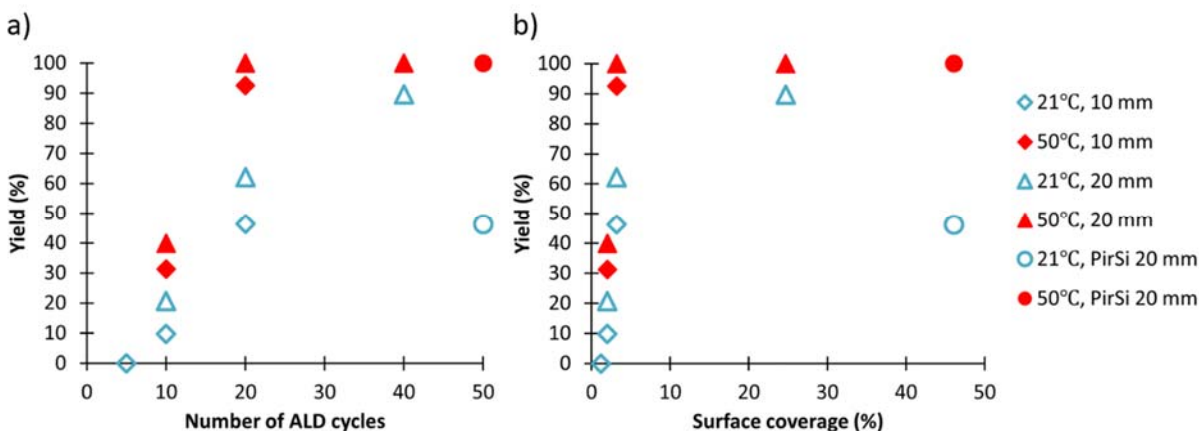 a)
100
90
80
70
60
50
40
30
20
10
0
Yield (%)
0 10 20 30 40 50
Number of ALD cycles
b)
100
90
80
70
60
50
40
30
20
10
0
Yield (%)
0 10 20 30 40 50
Surface coverage (%)
21℃, 10 mm
50℃, 10 mm
21℃, 20 mm
50℃, 20 mm
21℃, PirSi 20 mm
50℃, PirSi 20 mm